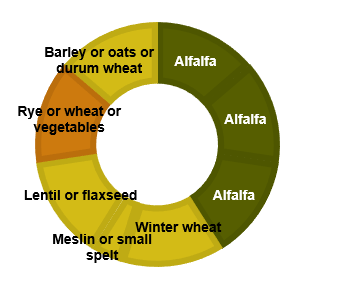 Alfalfa
Alfalfa
Alfalfa
Winter wheat
Meslin or small
spelt
Lentil or flaxseed
Rye or wheat or
vegetables
Barley or oats or
durum wheat